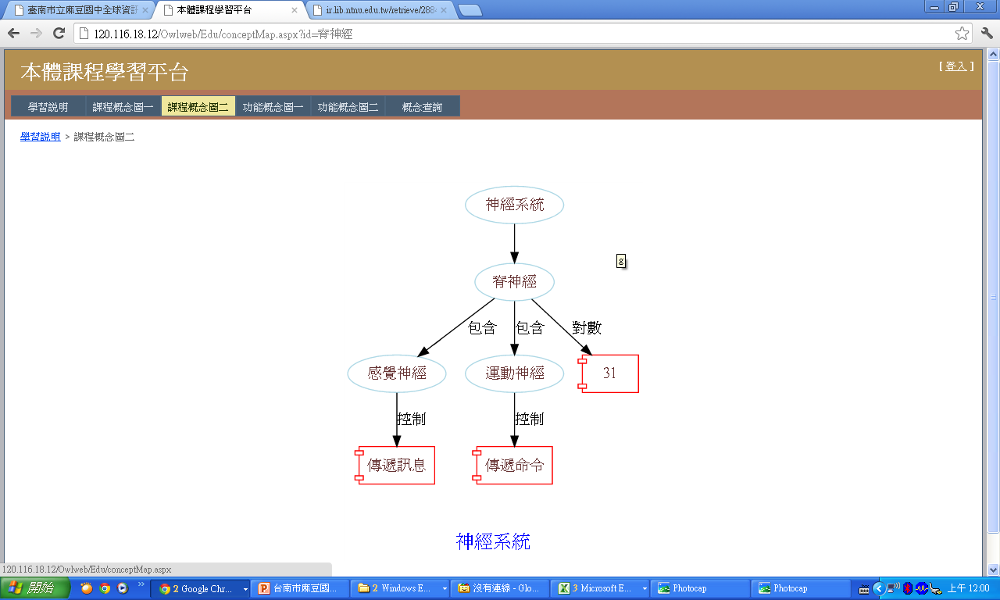 臺南市立麻豆國中全球資訊
本體課程學習平台
ir.lib.ntnu.edu.tw/retrieve/2884
120.116.18.12/Owlweb/Edu/conceptMap.aspx?id=脊神經
本體課程學習平台
[ 登入 ]
學習說明 課程概念圖一 課程概念圖二 功能概念圖一 功能概念圖二 概念查詢
學習說明 > 課程概念圖二
神經系統
g
脊神經
包含 包含 對數
感覺神經 運動神經 31
控制 控制
傳遞訊息 傳遞命令
神經系統
120.116.18.12/Owlweb/Edu/conceptMap.aspx
開始 2 Google Chr... 台南市麻豆國... 2 Windows E... 沒有連線 - Glo... 3 Microsoft E... Photocap Photocap 上午 12:00